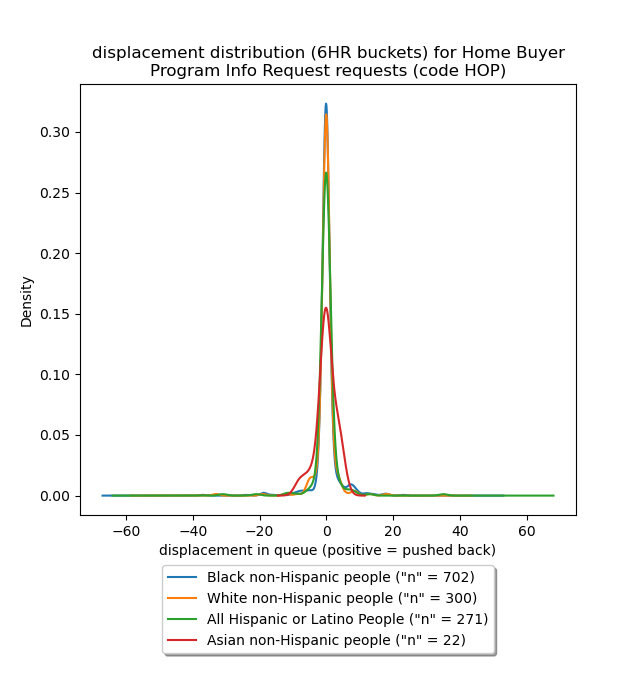 displacement distribution (6HR buckets) for Home Buyer
Program Info Request requests (code HOP)
Density
0.30
0.25
0.20
0.15
0.10
0.05
0.00
−60 −40 −20 0 20 40 60
displacement in queue (positive = pushed back)
Black non-Hispanic people ("n" = 702)
White non-Hispanic people ("n" = 300)
All Hispanic or Latino People ("n" = 271)
Asian non-Hispanic people ("n" = 22)